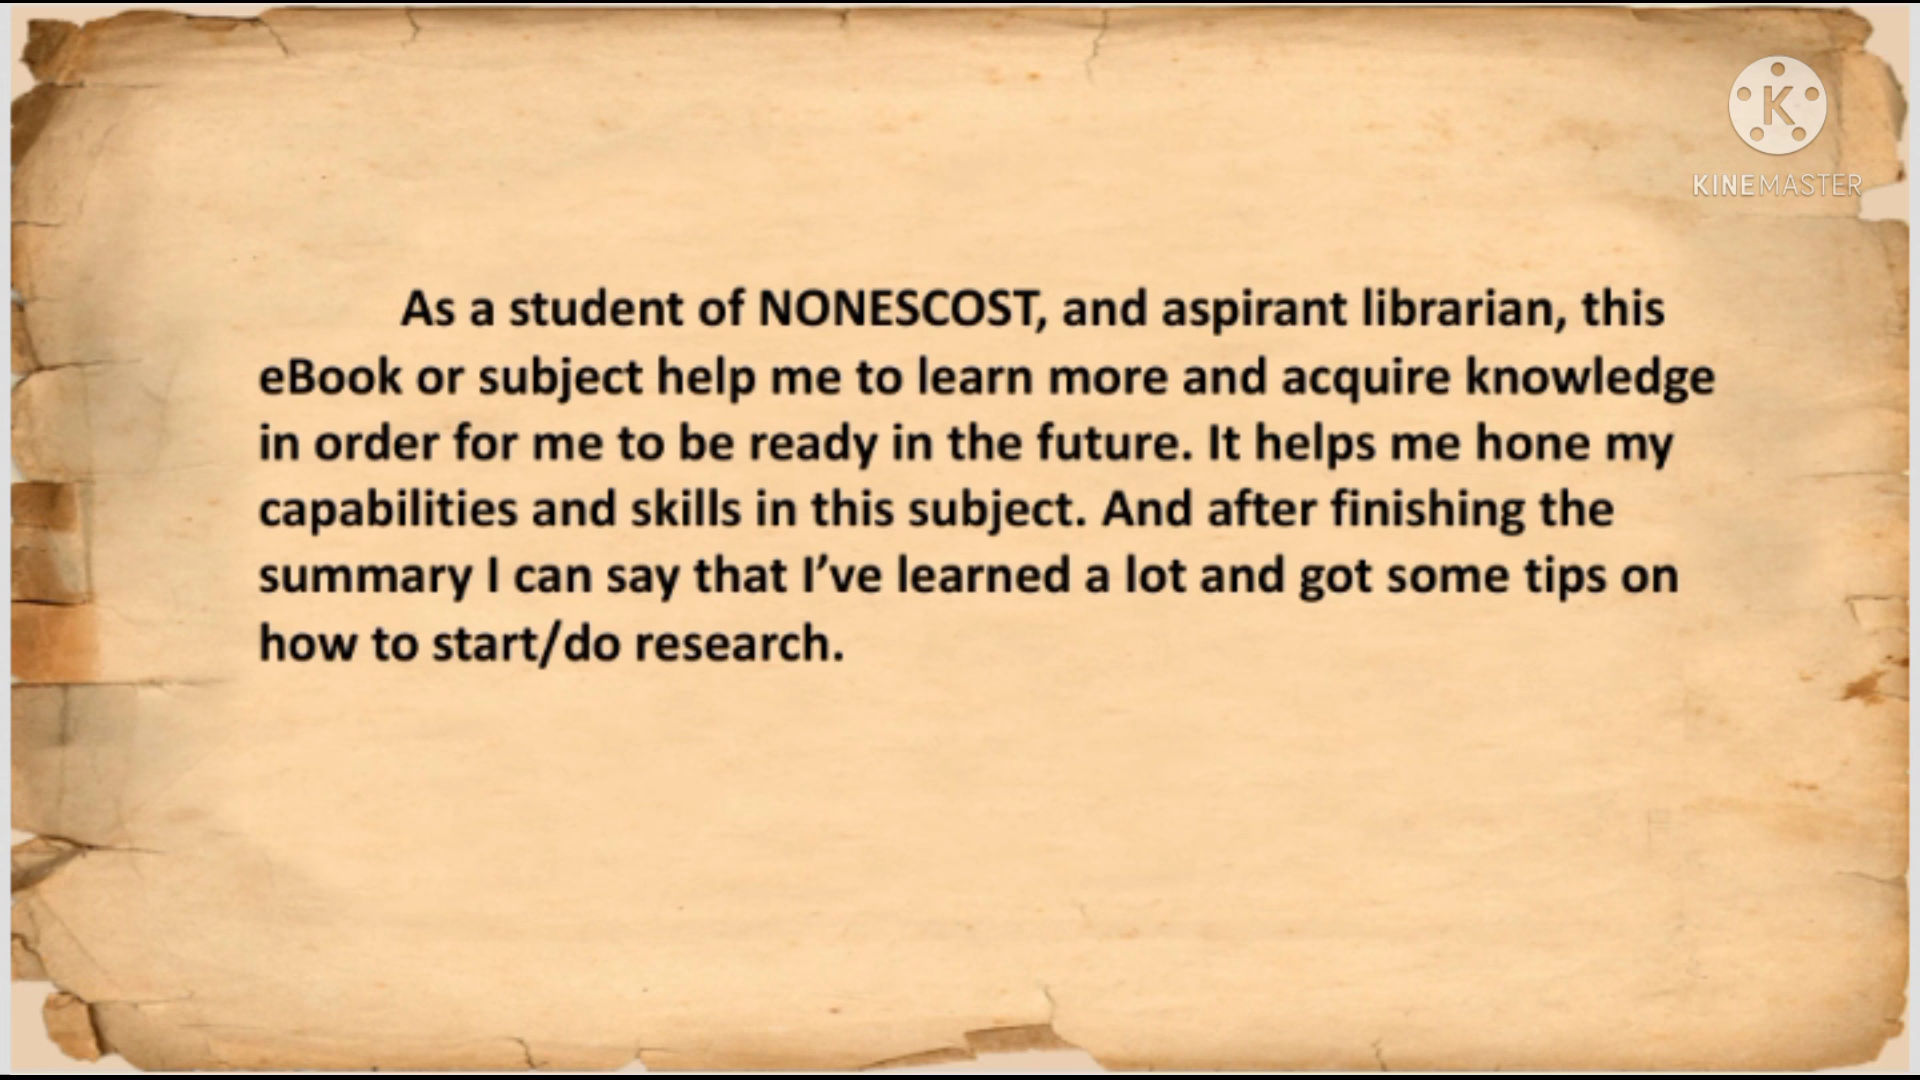 K
KINEMASTER
As a student of NONESCOST, and aspirant librarian, this
eBook or subject help me to learn more and acquire knowledge
in order for me to be ready in the future. It helps me hone my
capabilities and skills in this subject. And after finishing the
summary I can say that I’ve learned a lot and got some tips on
how to start/do research.